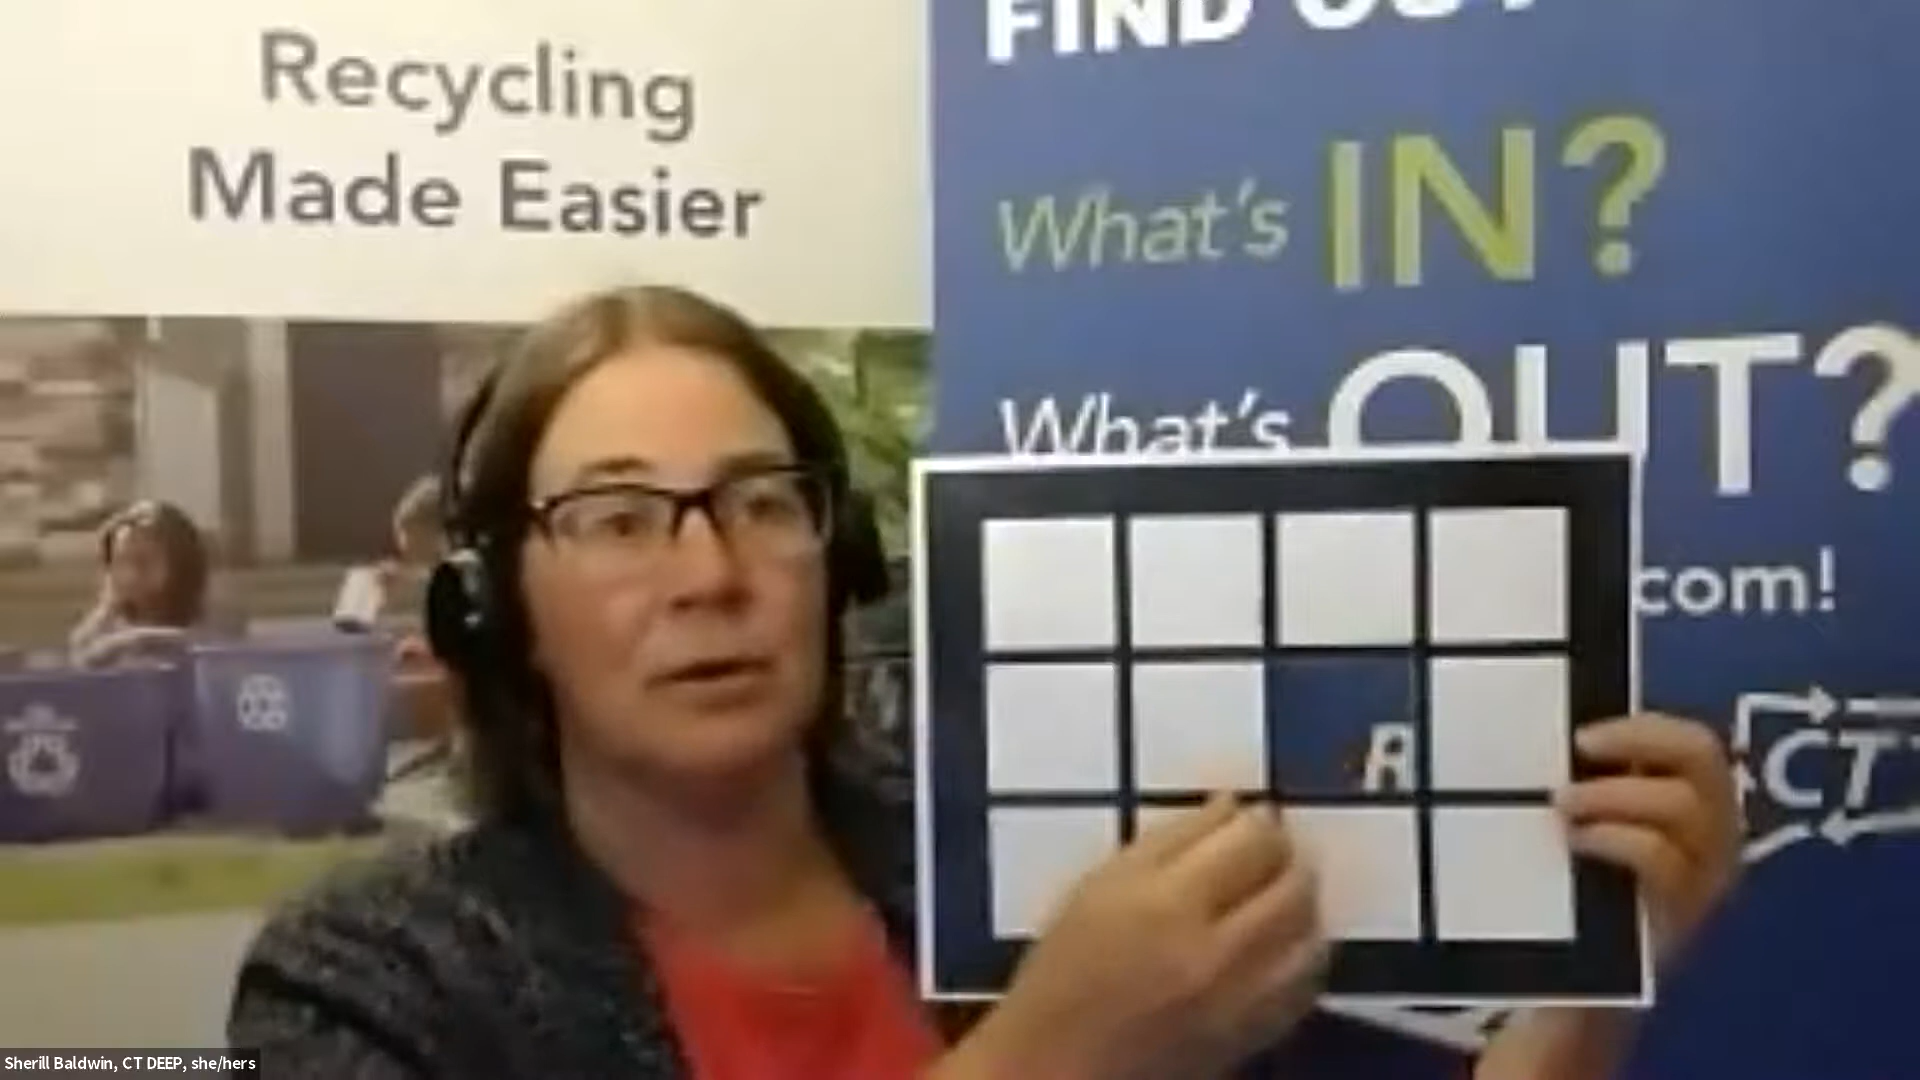 Recycling
Made Easier
FIND OUT
What's IN?
What's OUT?
.com!
R
CT
Sherill Baldwin, CT DEEP, she/hers